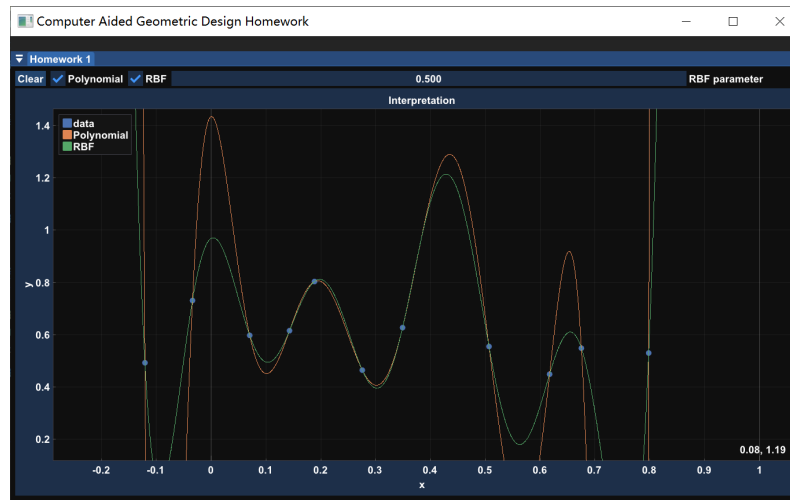 Computer Aided Geometric Design Homework
Homework 1
Clear Polynomial RBF 0.500 RBF parameter
Interpretation
data
Polynomial
RBF
1.4
1.2
1
0.8
0.6
0.4
0.2
y
0.08, 1.19
-0.2 -0.1 0 0.1 0.2 0.3 0.4 0.5 0.6 0.7 0.8 0.9 1
x